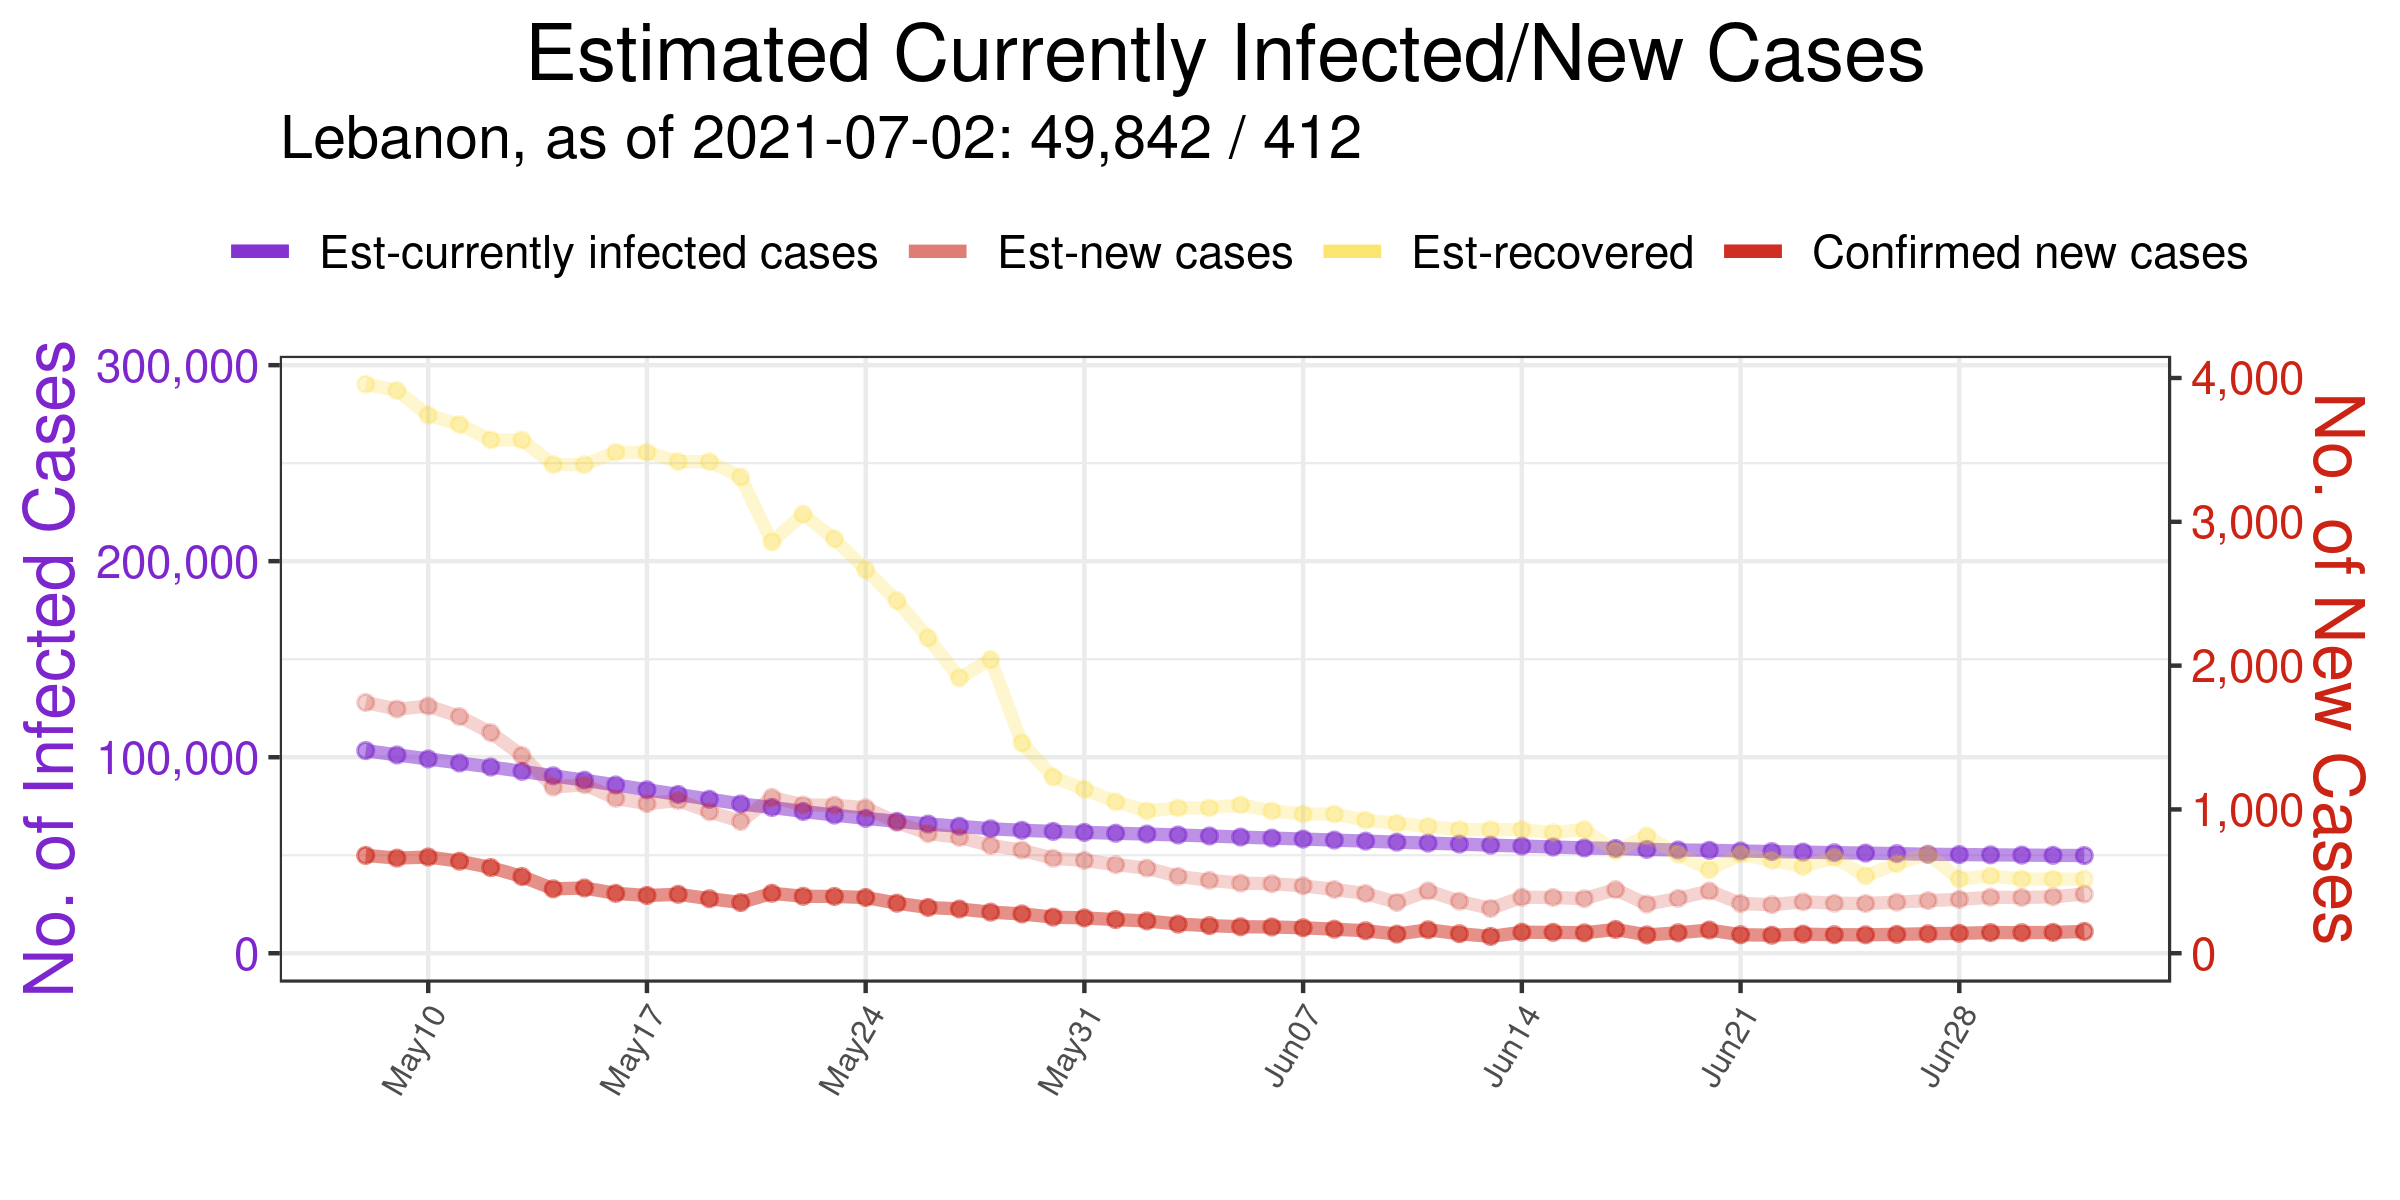 Estimated Currently Infected/New Cases
Lebanon, as of 2021-07-02: 49,842 / 412
Est-currently infected cases Est-new cases Est-recovered Confirmed new cases
No. of Infected Cases
300,000
200,000
100,000
0
4,000
3,000
2,000
1,000
0
No. of New Cases
May10 May17 May24 May31 Jun07 Jun14 Jun21 Jun28